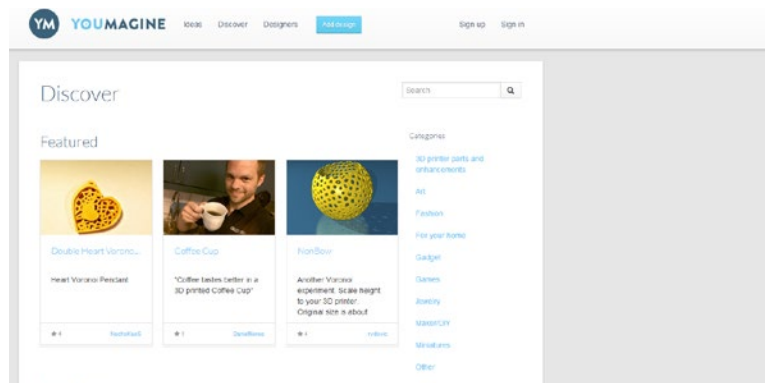 YM YOUMAGINE Ideas Discover Designers Add design Sign up Sign in
Discover
Search
Featured
Categories
3D printer parts and
enhancements
Art
Fashion
For your home
Gadget
Games
Jewelry
Maker/DIY
Miniatures
Other
Double Heart Vorono...
Heart Voronoi Pendant
Coffee Cup
"Coffee tastes better in a
3D printed Coffee Cup"
NonBowl
Another Voronoi
experiment. Scale height
to your 3D printer.
Original size is about